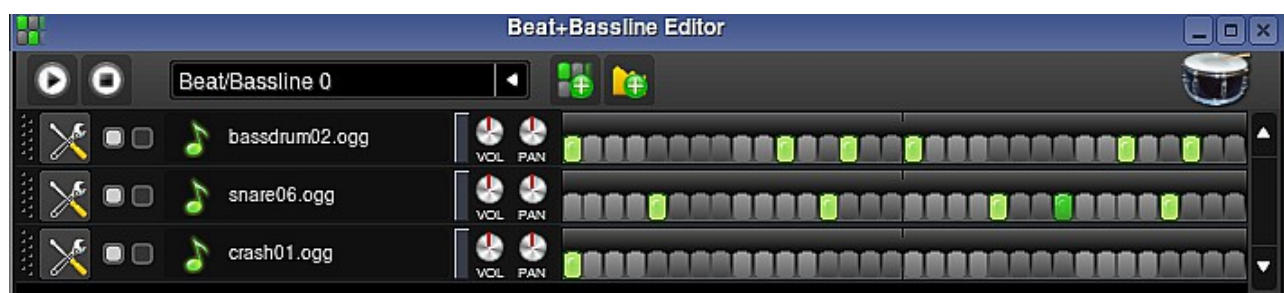 Beat+Bassline Editor
Beat/Bassline 0
bassdrum02.ogg
VOL PAN
snare06.ogg
VOL PAN
crash01.ogg
VOL PAN